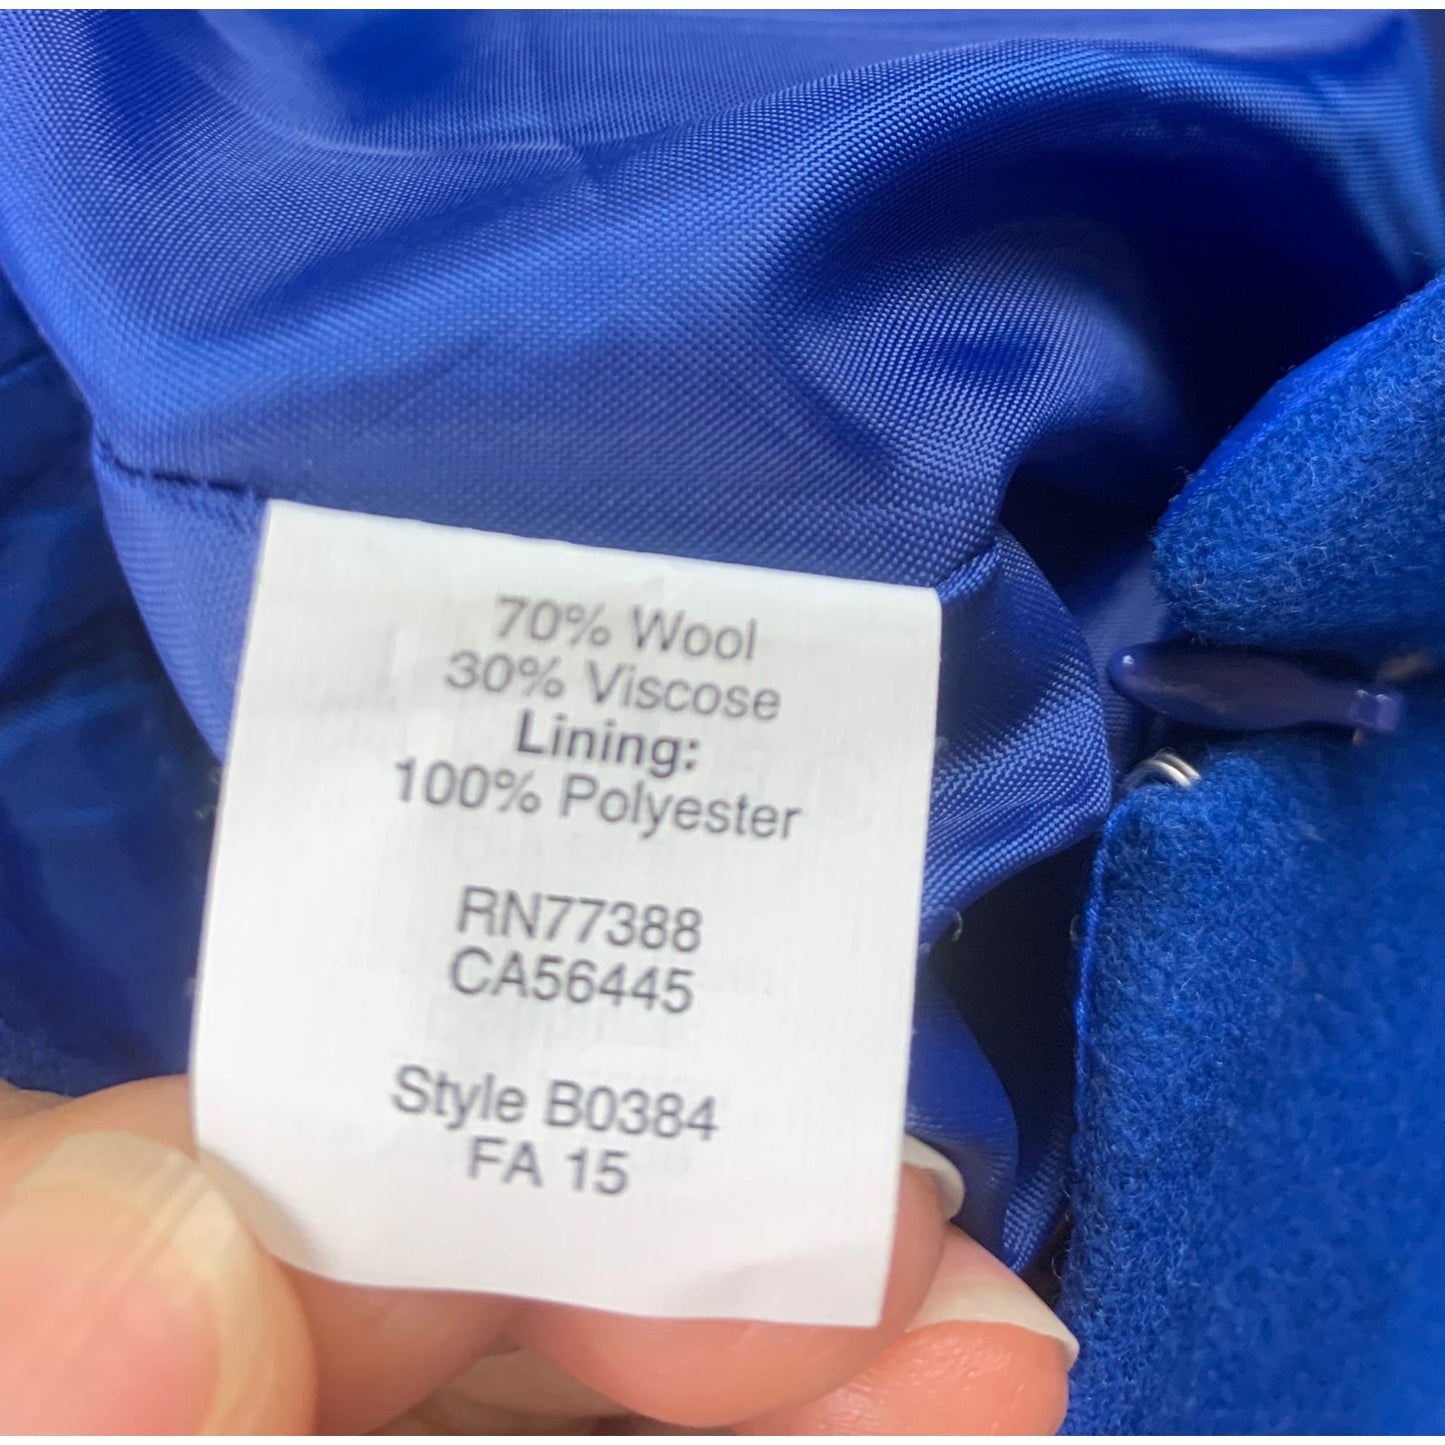 70% Wool
30% Viscose
Lining:
100% Polyester
RN77388
CA56445
Style B0384
FA 15